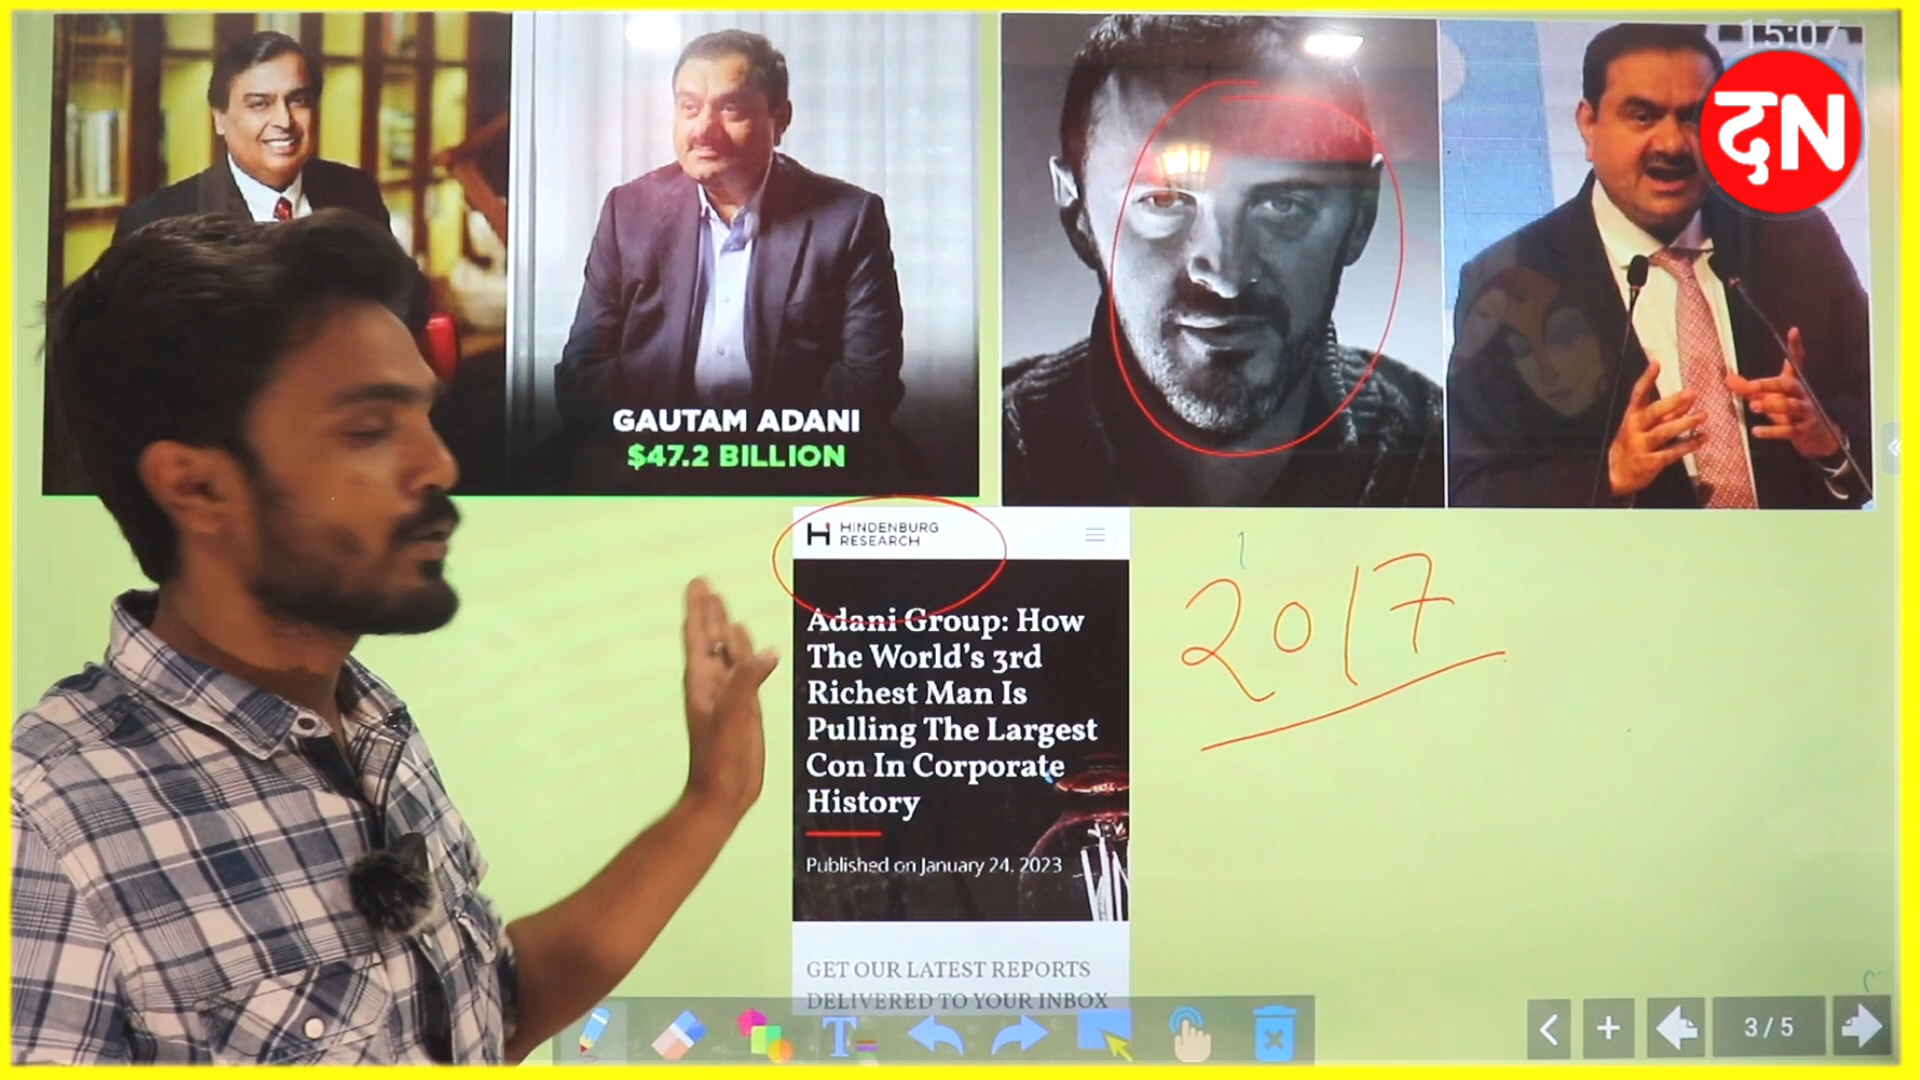 15:07
दN
GAUTAM ADANI
$47.2 BILLION
HINDENBURG
RESEARCH
Adani Group: How
The World's 3rd
Richest Man Is
Pulling The Largest
Con In Corporate
History
Published on January 24, 2023
GET OUR LATEST REPORTS
DELIVERED TO YOUR INBOX
2017
T
3 / 5